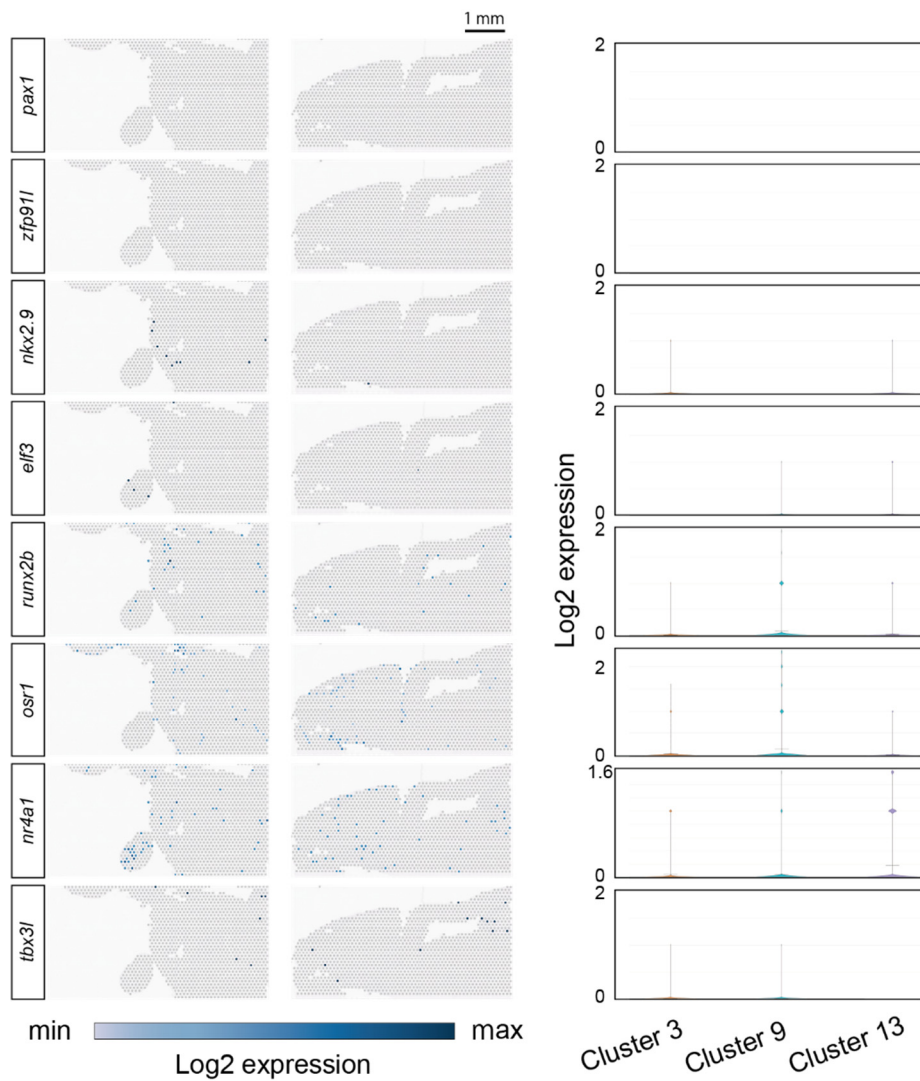 1 mm
pax1
2
0
zfp91l
2
0
nkx2.9
2
0
elf3
2
0
runx2b
2
0
osr1
2
0
nr4a1
1.6
0
tbx3l
2
0
Log2 expression
Cluster 3
Cluster 9
Cluster 13
min
max
Log2 expression